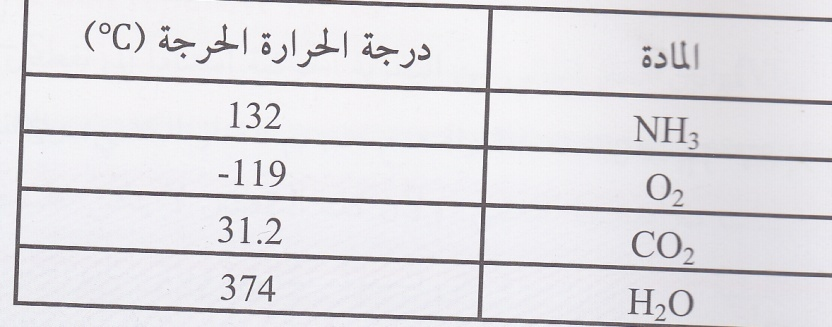 المادة درجة الحرارة الحرجة (°C)
NH₃ 132
O₂ -119
CO₂ 31.2
H₂O 374